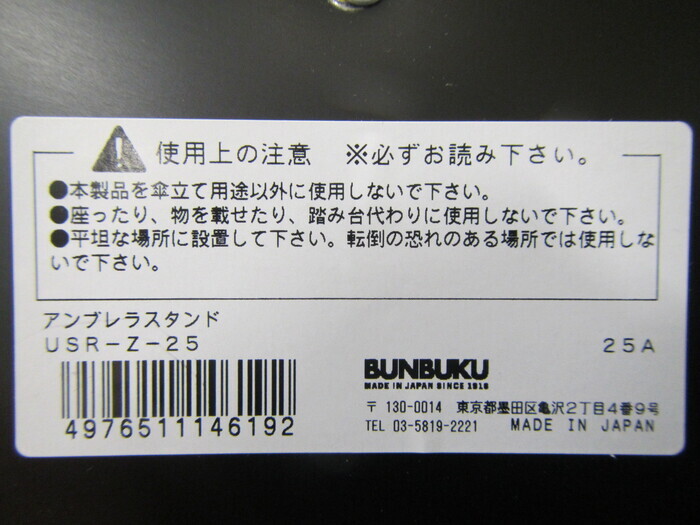 使用上の注意 ※必ずお読み下さい。
●本製品を傘立て用途以外に使用しないで下さい。
●座ったり、物を載せたり、踏み台代わりに使用しないで下さい。
●平坦な場所に設置して下さい。転倒の恐れのある場所では使用しな
いで下さい。
アンブレラスタンド
USR-Z-25
25A
BUNBUKU
MADE IN JAPAN SINCE 1918
〒130-0014 東京都墨田区亀沢2丁目4番9号
TEL 03-5819-2221 MADE IN JAPAN
4976511146192